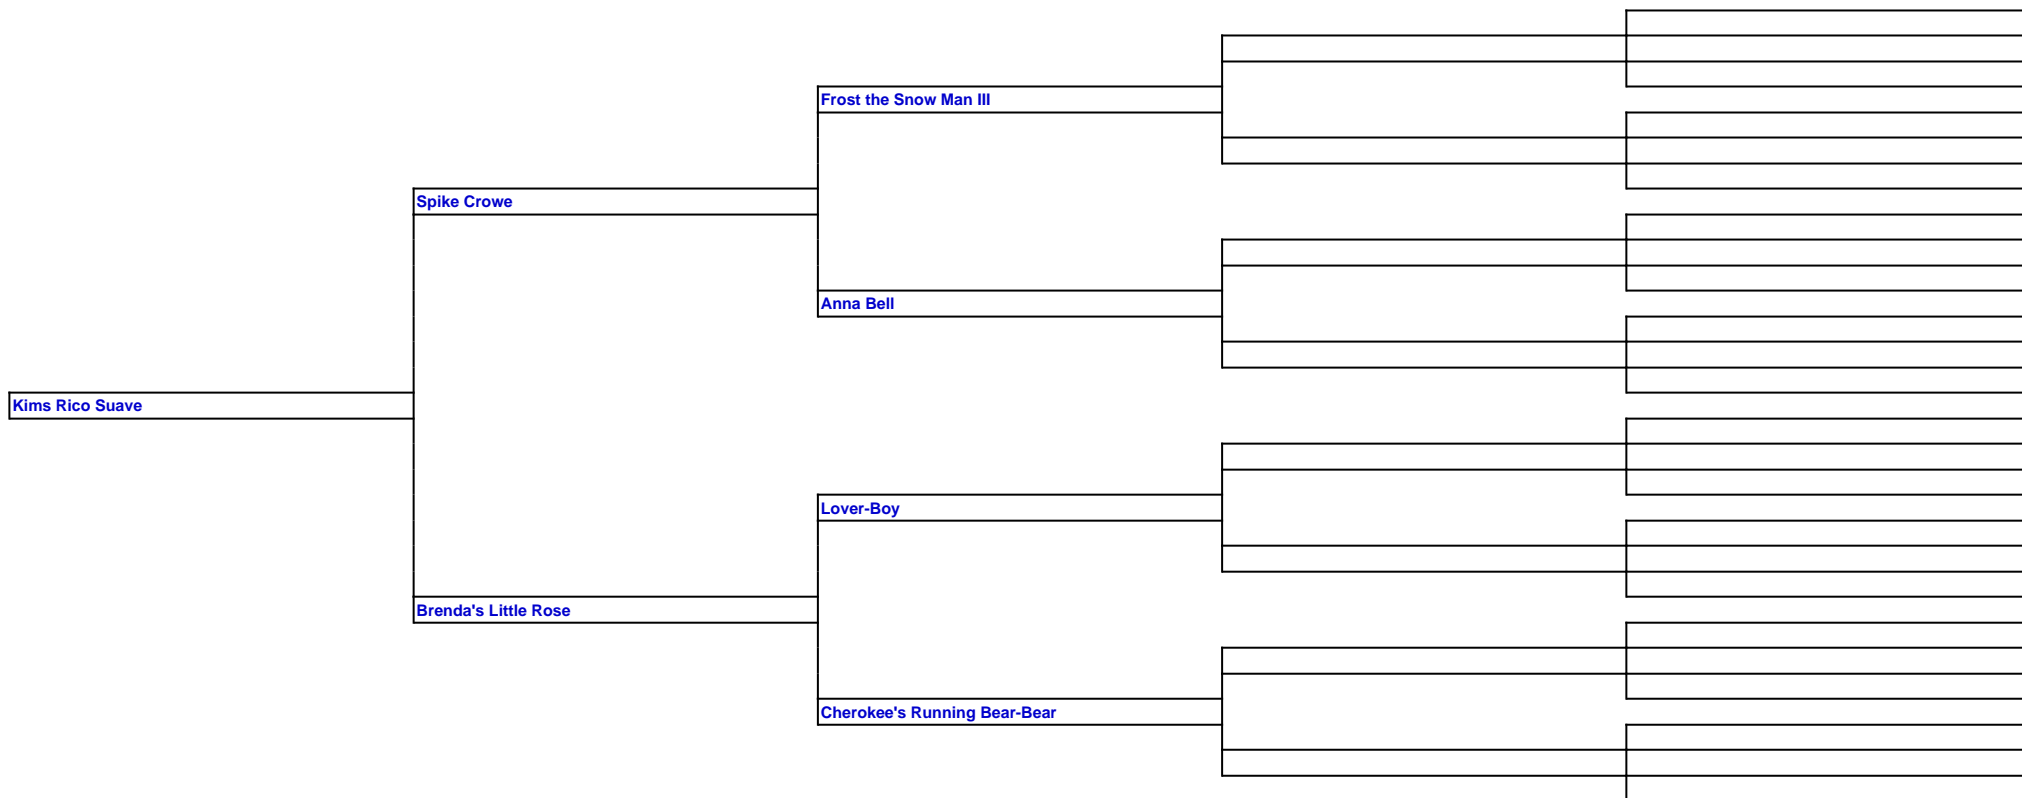 Frost the Snow Man III
Spike Crowe
Anna Bell
Kims Rico Suave
Lover-Boy
Brenda's Little Rose
Cherokee's Running Bear-Bear